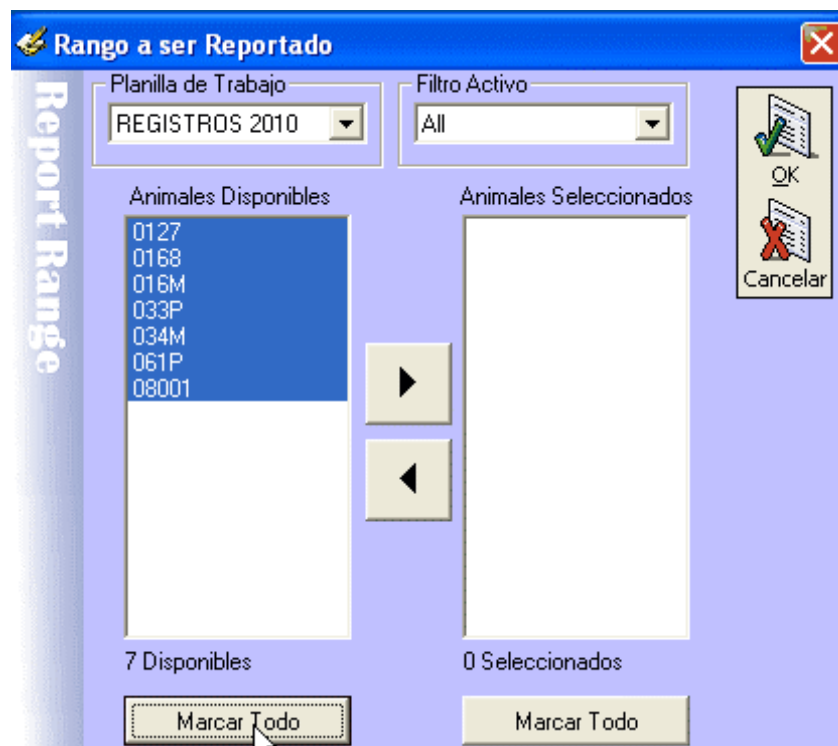 Rango a ser Reportado
Report Range
Planilla de Trabajo
REGISTROS 2010
Filtro Activo
All
OK
Cancelar
Animales Disponibles
0127
0168
016M
033P
034M
061P
08001
7 Disponibles
Marcar Todo
Animales Seleccionados
0 Seleccionados
Marcar Todo